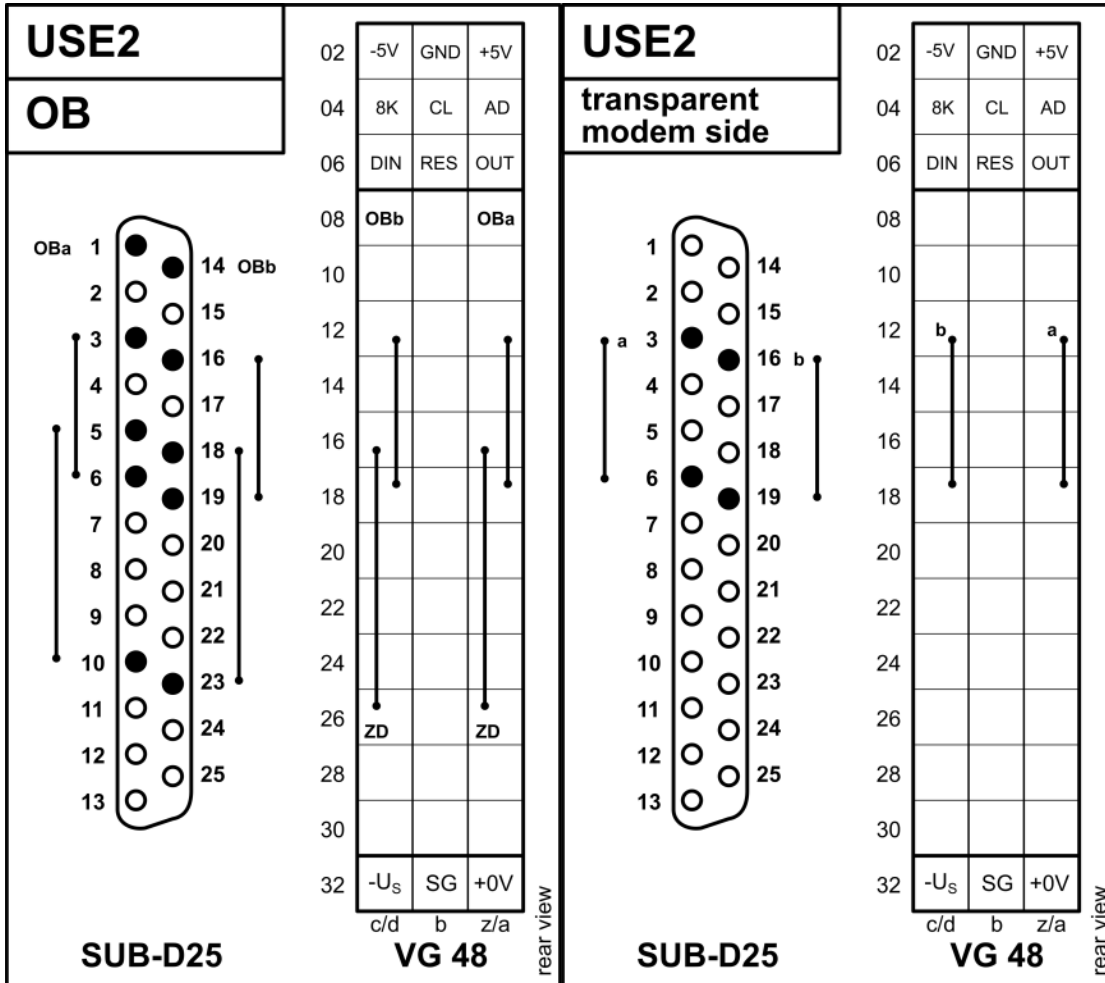 USE2
OB
OBa 1
14 OBb
2
15
3
16
4
17
5
18
6
19
7
20
8
21
9
22
10
23
11
24
12
25
13
SUB-D25
02 -5V GND +5V
04 8K CL AD
06 DIN RES OUT
08 OBb OBa
10
12
14
16
18
20
22
24
26 ZD ZD
28
30
32 -US SG +0V
c/d b z/a
VG 48
rear view
USE2
transparent
modem side
1
14
2
15
a 3
16 b
4
17
5
18
6
19
7
20
8
21
9
22
10
23
11
24
12
25
13
SUB-D25
02 -5V GND +5V
04 8K CL AD
06 DIN RES OUT
08
10
12 b a
14
16
18
20
22
24
26
28
30
32 -US SG +0V
c/d b z/a
VG 48
rear view